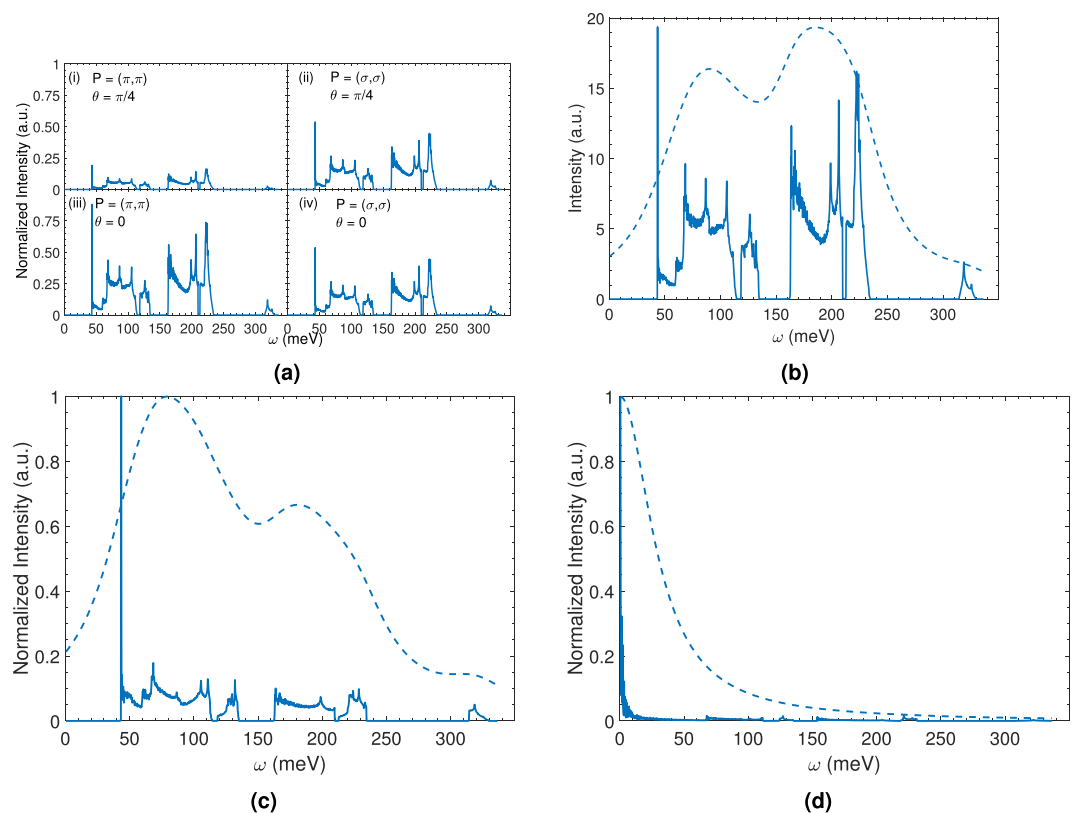 (i) P = (π,π)
θ = π/4
(ii) P = (σ,σ)
θ = π/4
(iii) P = (π,π)
θ = 0
(iv) P = (σ,σ)
θ = 0
Normalized Intensity (a.u.)
1
0.75
0.50
0.25
0
1
0.75
0.50
0.25
0
0 50 100 150 200 250 300 0 50 100 150 200 250 300
ω (meV)
(a)
Intensity (a.u.)
20
15
10
5
0
0 50 100 150 200 250 300
ω (meV)
(b)
Normalized Intensity (a.u.)
1
0.8
0.6
0.4
0.2
0
0 50 100 150 200 250 300
ω (meV)
(c)
Normalized Intensity (a.u.)
1
0.8
0.6
0.4
0.2
0
0 50 100 150 200 250 300
ω (meV)
(d)